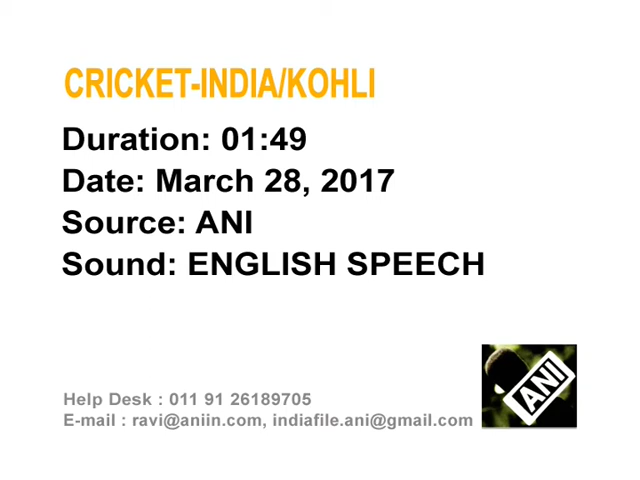 CRICKET-INDIA/KOHLI
Duration: 01:49
Date: March 28, 2017
Source: ANI
Sound: ENGLISH SPEECH
Help Desk : 011 91 26189705
E-mail : ravi@aniin.com, indiafile.ani@gmail.com
ANI